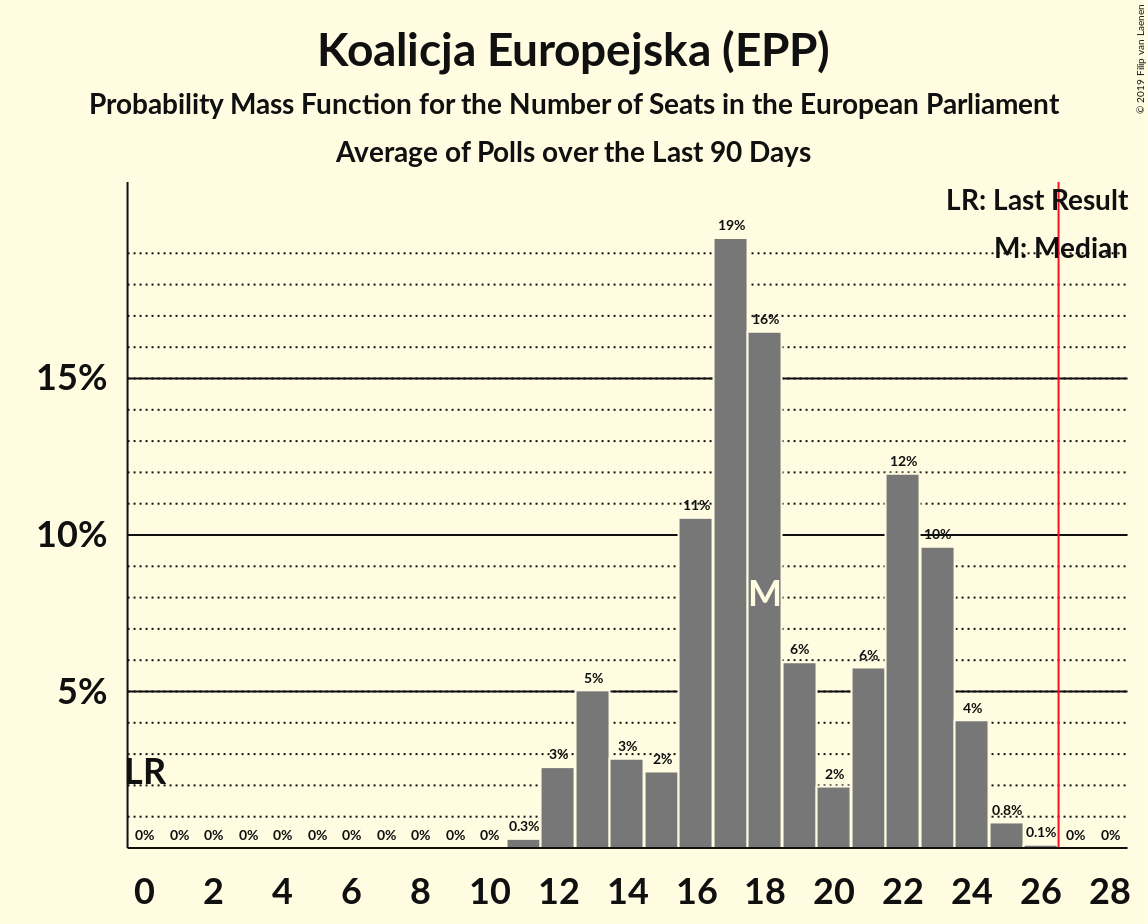 © 2019 Filip van Laenen
Koalicja Europejska (EPP)
Probability Mass Function for the Number of Seats in the European Parliament
Average of Polls over the Last 90 Days
LR: Last Result
M: Median
19%
16%
15%
12%
11%
10%
10%
M
6%
6%
5%
5%
4%
3%
3%
2%
2%
LR
0.8%
0.3%
0.1%
0% 0% 0% 0% 0% 0% 0% 0% 0% 0% 0% 0% 0%
0 2 4 6 8 10 12 14 16 18 20 22 24 26 28